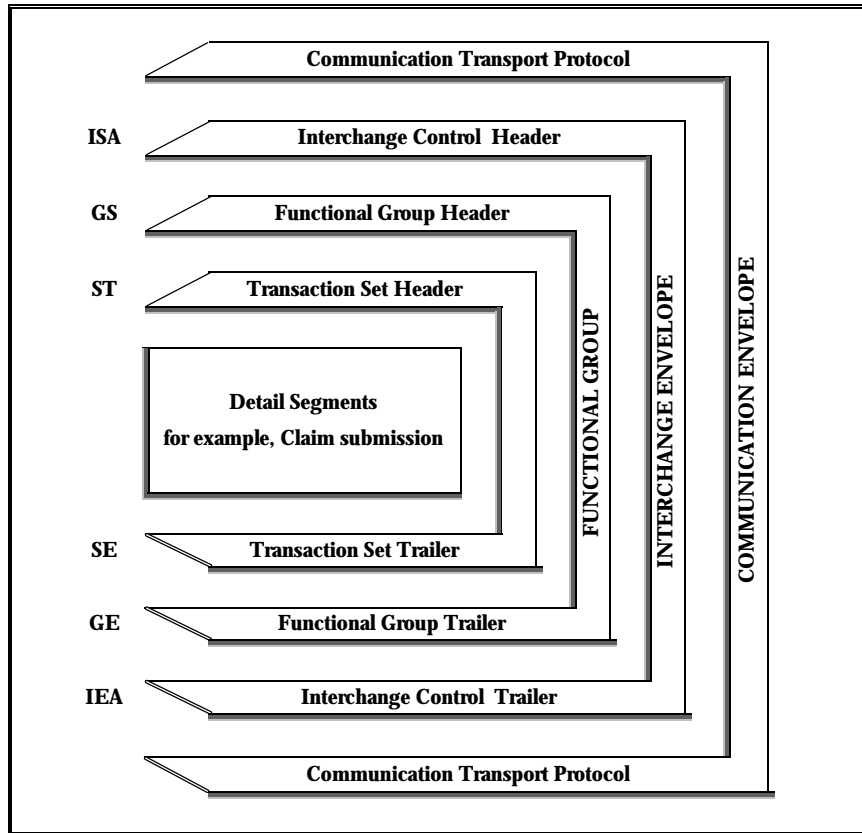 Communication Transport Protocol
ISA
Interchange Control Header
GS
Functional Group Header
ST
Transaction Set Header
Detail Segments
for example, Claim submission
SE
Transaction Set Trailer
GE
Functional Group Trailer
IEA
Interchange Control Trailer
Communication Transport Protocol
FUNCTIONAL GROUP
INTERCHANGE ENVELOPE
COMMUNICATION ENVELOPE